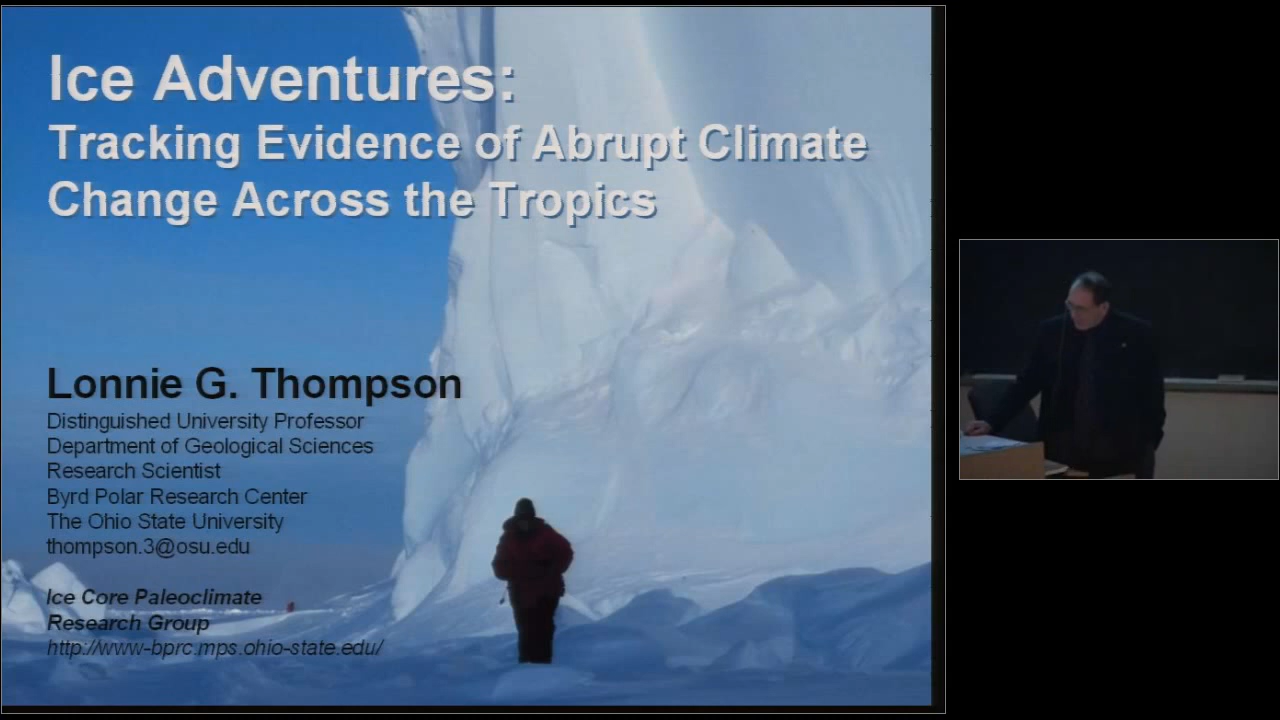 Ice Adventures:
Tracking Evidence of Abrupt Climate
Change Across the Tropics
Lonnie G. Thompson
Distinguished University Professor
Department of Geological Sciences
Research Scientist
Byrd Polar Research Center
The Ohio State University
thompson.3@osu.edu
Ice Core Paleoclimate
Research Group
http://www-bprc.mps.ohio-state.edu/